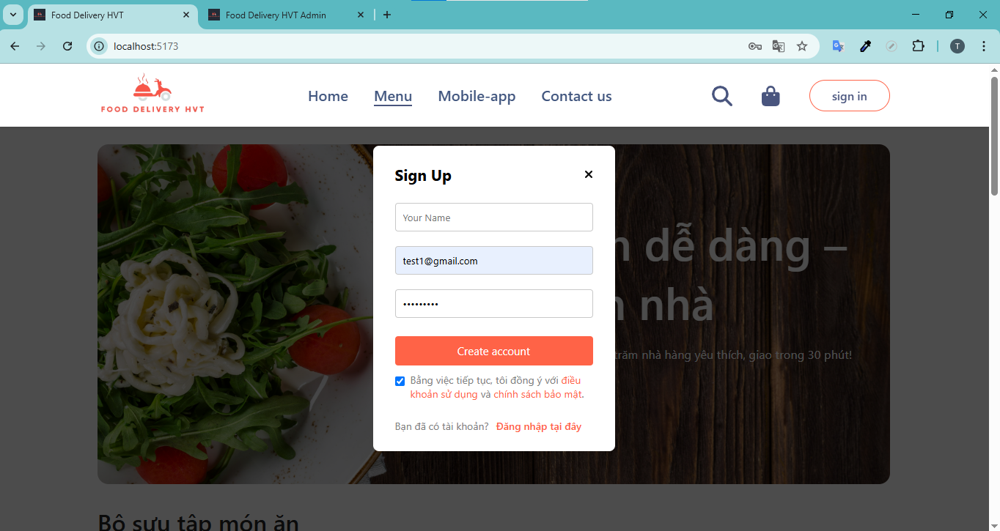 Food Delivery HVT
Food Delivery HVT Admin
localhost:5173
T
FOOD DELIVERY HVT
Home
Menu
Mobile-app
Contact us
sign in
n dễ dàng –
n nhà
trăm nhà hàng yêu thích, giao trong 30 phút!
Sign Up
Your Name
test1@gmail.com
•••••••••
Create account
Bằng việc tiếp tục, tôi đồng ý với điều
khoản sử dụng và chính sách bảo mật.
Bạn đã có tài khoản? Đăng nhập tại đây
Bộ sưu tập món ăn